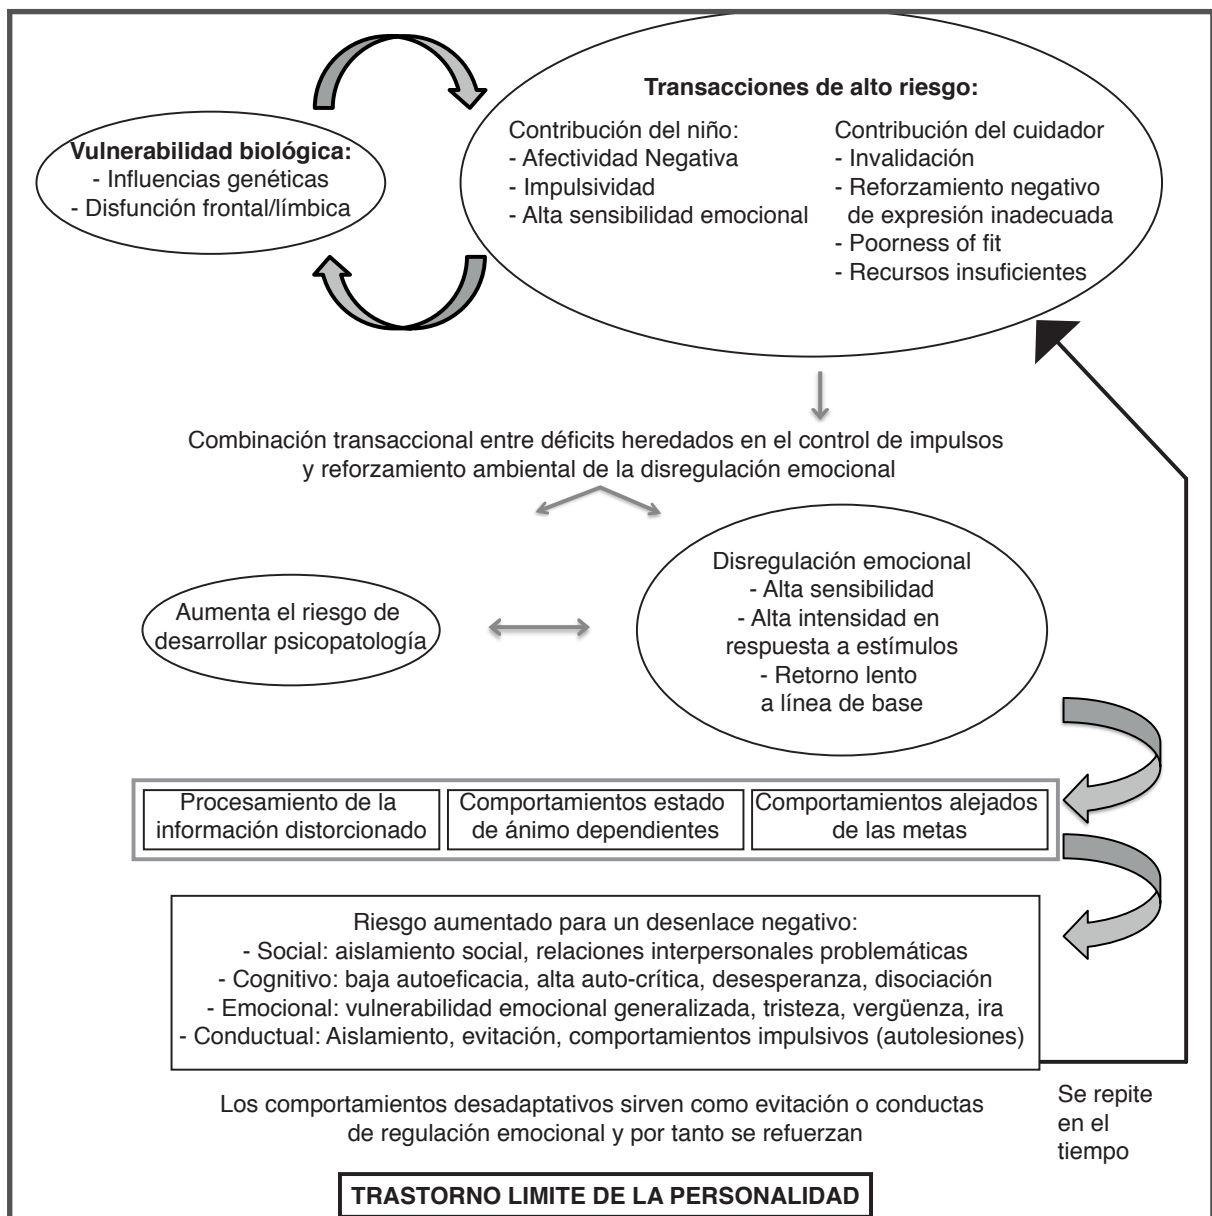 Transacciones de alto riesgo:
Vulnerabilidad biológica:
- Influencias genéticas
- Disfunción frontal/límbica
Contribución del niño:
- Afectividad Negativa
- Impulsividad
- Alta sensibilidad emocional
Contribución del cuidador
- Invalidación
- Reforzamiento negativo
de expresión inadecuada
- Poorness of fit
- Recursos insuficientes
Combinación transaccional entre déficits heredados en el control de impulsos
y reforzamiento ambiental de la disregulación emocional
Aumenta el riesgo de
desarrollar psicopatología
Disregulación emocional
- Alta sensibilidad
- Alta intensidad en
respuesta a estímulos
- Retorno lento
a línea de base
Procesamiento de la
información distorcionado
Comportamientos estado
de ánimo dependientes
Comportamientos alejados
de las metas
Riesgo aumentado para un desenlace negativo:
- Social: aislamiento social, relaciones interpersonales problemáticas
- Cognitivo: baja autoeficacia, alta auto-crítica, desesperanza, disociación
- Emocional: vulnerabilidad emocional generalizada, tristeza, vergüenza, ira
- Conductual: Aislamiento, evitación, comportamientos impulsivos (autolesiones)
Los comportamientos desadaptativos sirven como evitación o conductas
de regulación emocional y por tanto se refuerzan
Se repite
en el
tiempo
TRASTORNO LIMITE DE LA PERSONALIDAD